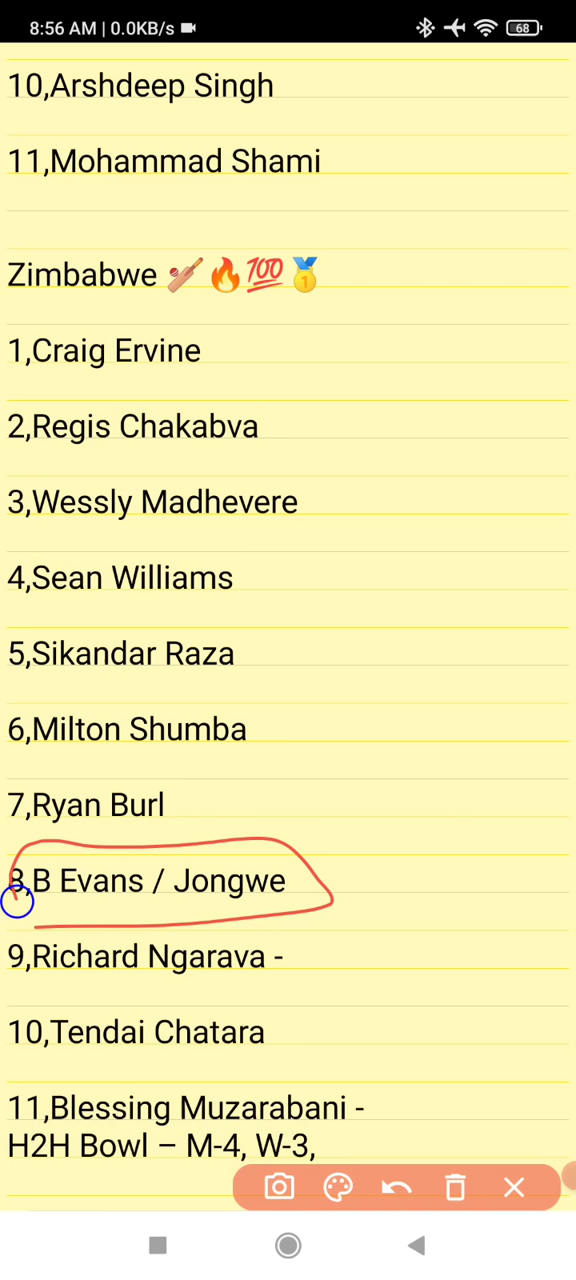 8:56 AM | 0.0KB/s
68
10,Arshdeep Singh
11,Mohammad Shami
Zimbabwe 🏏🔥💯🥇
1,Craig Ervine
2,Regis Chakabva
3,Wessly Madhevere
4,Sean Williams
5,Sikandar Raza
6,Milton Shumba
7,Ryan Burl
8,B Evans / Jongwe
9,Richard Ngarava -
10,Tendai Chatara
11,Blessing Muzarabani -
H2H Bowl – M-4, W-3,